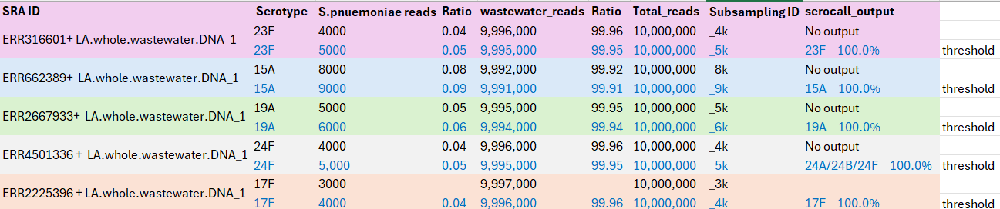 SRA ID Serotype S.pnuemoniae reads Ratio wastewater_reads Ratio Total_reads Subsampling ID serocall_output
ERR316601+ LA.whole.wastewater.DNA_1
23F 4000 0.04 9,996,000 99.96 10,000,000 _4k No output
23F 5000 0.05 9,995,000 99.95 10,000,000 _5k 23F 100.0% threshold
ERR662389+ LA.whole.wastewater.DNA_1
15A 8000 0.08 9,992,000 99.92 10,000,000 _8k No output
15A 9000 0.09 9,991,000 99.91 10,000,000 _9k 15A 100.0% threshold
ERR2667933+ LA.whole.wastewater.DNA_1
19A 5000 0.05 9,995,000 99.95 10,000,000 _5k No output
19A 6000 0.06 9,994,000 99.94 10,000,000 _6k 19A 100.0% threshold
ERR4501336 + LA.whole.wastewater.DNA_1
24F 4000 0.04 9,996,000 99.96 10,000,000 _4k No output
24F 5,000 0.05 9,995,000 99.95 10,000,000 _5k 24A/24B/24F 100.0% threshold
ERR2225396 + LA.whole.wastewater.DNA_1
17F 3000 9,997,000 10,000,000 _3k
17F 4000 0.04 9,996,000 99.96 10,000,000 _4k 17F 100.0% threshold